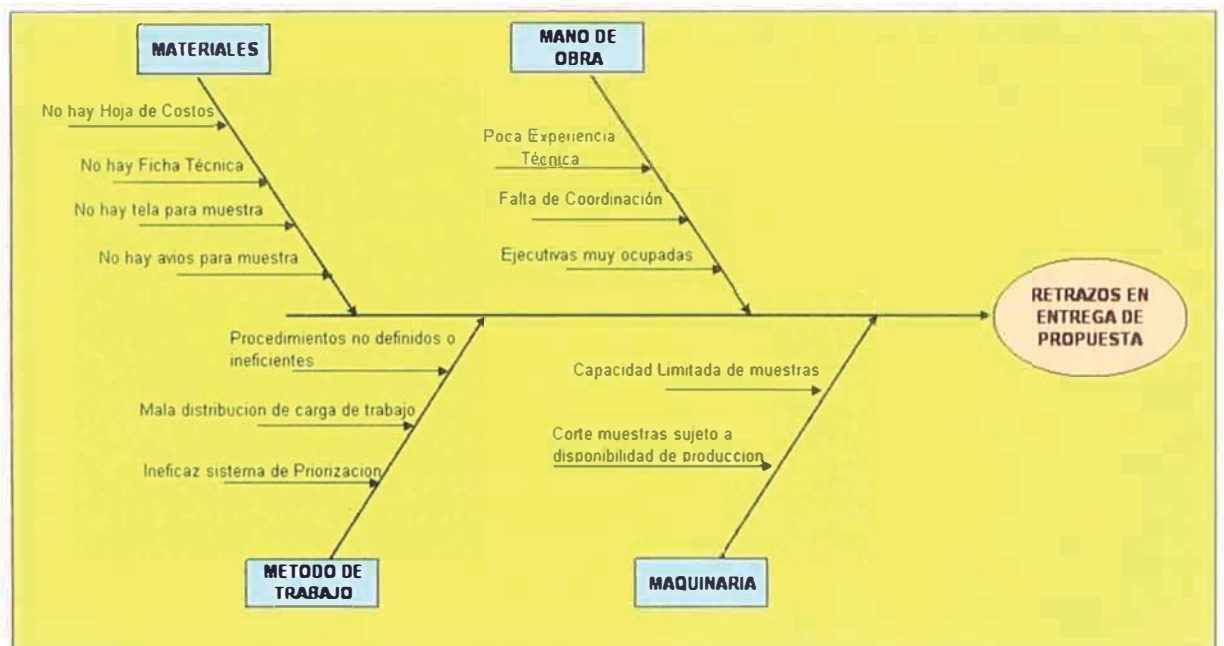 MATERIALES
MANO DE
OBRA
No hay Hoja de Costos
No hay Ficha Técnica
No hay tela para muestra
No hay avios para muestra
Poca Experiencia
Técnica
Falta de Coordinación
Ejecutivas muy ocupadas
RETRAZOS EN
ENTREGA DE
PROPUESTA
Procedimientos no definidos o
ineficientes
Mala distribucion de carga de trabajo
Ineficaz sistema de Priorizacion
Capacidad Limitada de muestras
Corte muestras sujeto a
disponibilidad de produccion
METODO DE
TRABAJO
MAQUINARIA